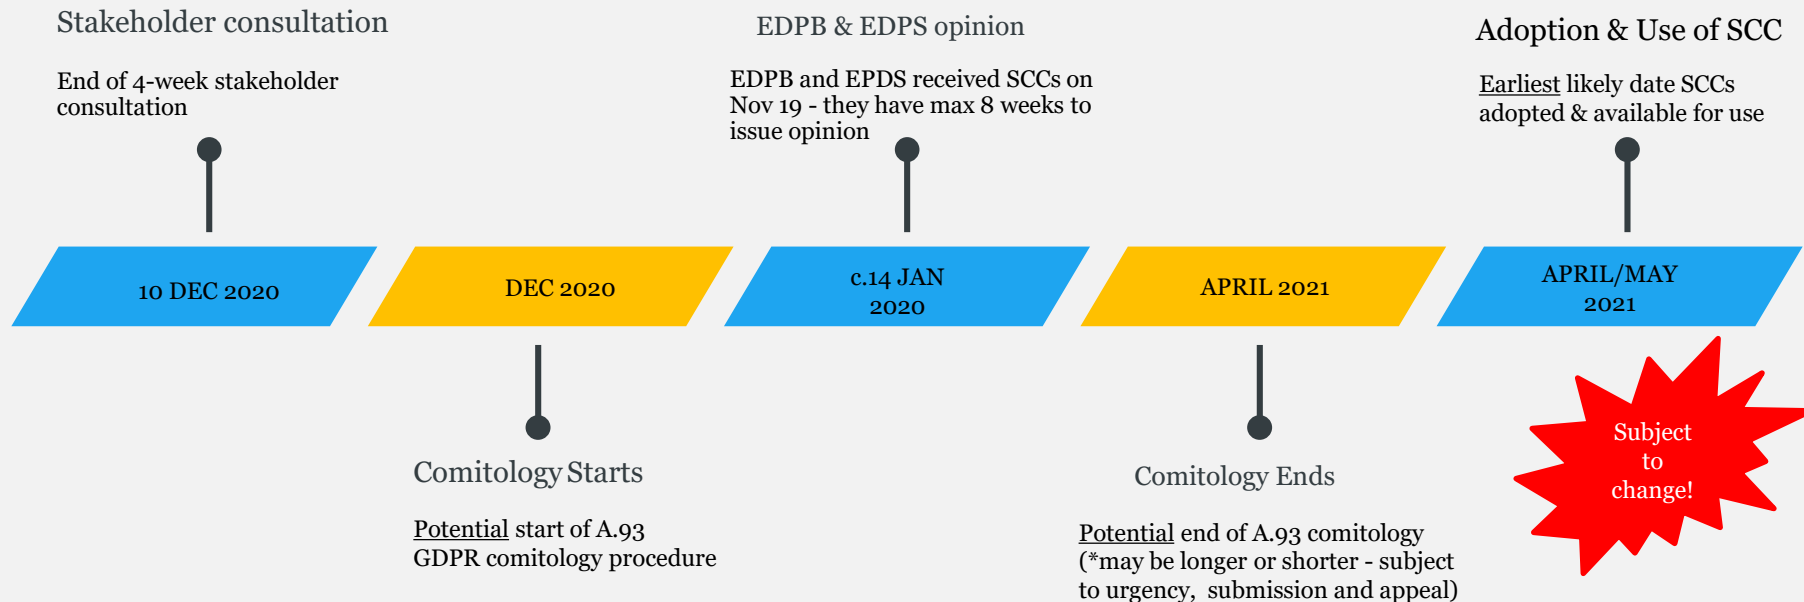 Stakeholder consultation
End of 4-week stakeholder
consultation
EDPB & EDPS opinion
EDPB and EPDS received SCCs on
Nov 19 - they have max 8 weeks to
issue opinion
Adoption & Use of SCC
Earliest likely date SCCs
adopted & available for use
10 DEC 2020
DEC 2020
c.14 JAN
2020
APRIL 2021
APRIL/MAY
2021
Comitology Starts
Potential start of A.93
GDPR comitology procedure
Comitology Ends
Potential end of A.93 comitology
(*may be longer or shorter - subject
to urgency, submission and appeal)
Subject
to
change!